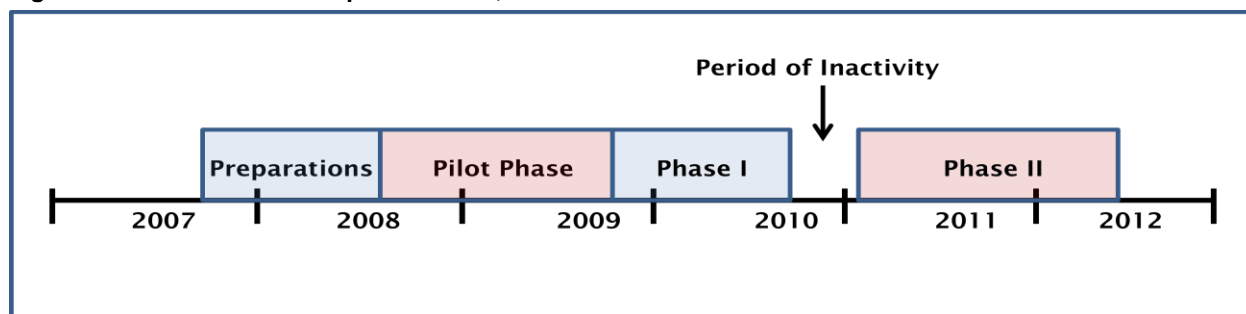 Period of Inactivity
Preparations Pilot Phase Phase I Phase II
2007 2008 2009 2010 2011 2012